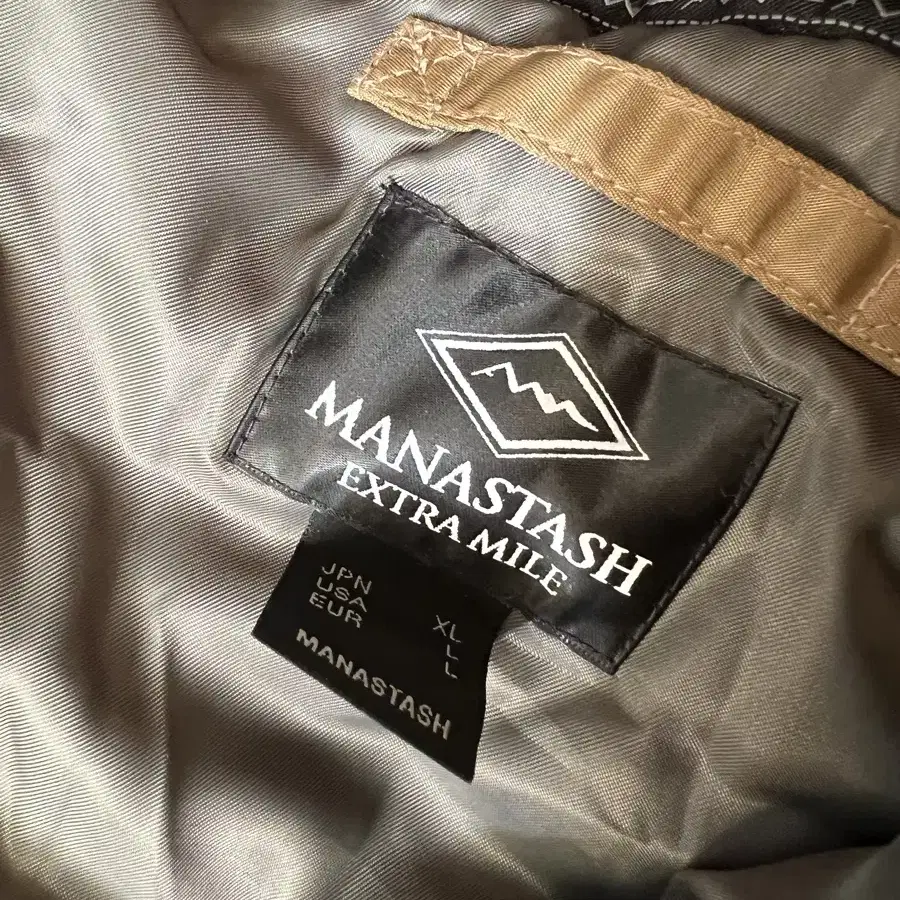 MANASTASH
EXTRA MILE
JPN XL
USA L
EUR L
MANASTASH